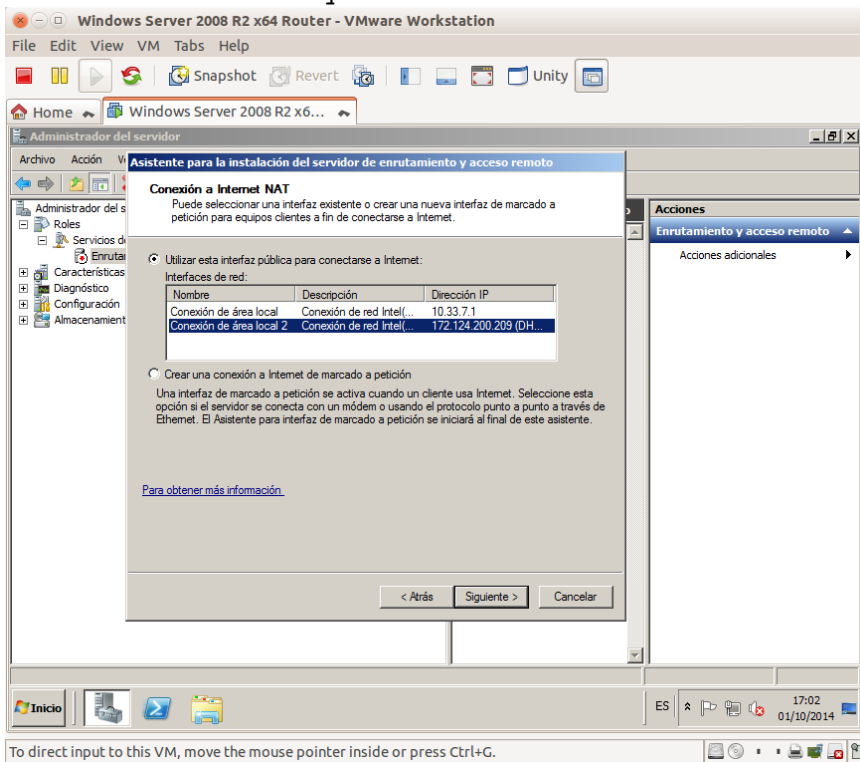 Windows Server 2008 R2 x64 Router - VMware Workstation
File Edit View VM Tabs Help
Snapshot Revert Unity
Home Windows Server 2008 R2 x6...
Administrador del servidor
Archivo Acción
Asistente para la instalación del servidor de enrutamiento y acceso remoto
Conexión a Internet NAT
Puede seleccionar una interfaz existente o crear una nueva interfaz de marcado a
petición para equipos clientes a fin de conectarse a Internet.
Administrador del s
Roles
Servicios d
Enruta
Características
Diagnóstico
Configuración
Almacenamient
Utilizar esta interfaz pública para conectarse a Internet:
Interfaces de red:
Nombre Descripción Dirección IP
Conexión de área local Conexión de red Intel(... 10.33.7.1
Conexión de área local 2 Conexión de red Intel(... 172.124.200.209 (DH...
Crear una conexión a Internet de marcado a petición
Una interfaz de marcado a petición se activa cuando un cliente usa Internet. Seleccione esta
opción si el servidor se conecta con un módem o usando el protocolo punto a punto a través de
Ethernet. El Asistente para interfaz de marcado a petición se iniciará al final de este asistente.
Para obtener más información
< Atrás Siguiente > Cancelar
Acciones
Enrutamiento y acceso remoto
Acciones adicionales
Inicio
ES
17:02
01/10/2014
To direct input to this VM, move the mouse pointer inside or press Ctrl+G.